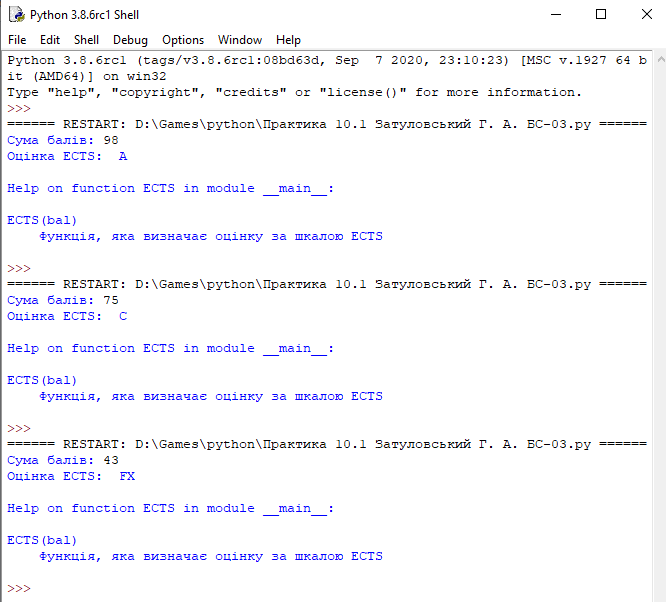 Python 3.8.6rc1 Shell
File Edit Shell Debug Options Window Help
Python 3.8.6rc1 (tags/v3.8.6rc1:08bd63d, Sep  7 2020, 23:10:23) [MSC v.1927 64 b
it (AMD64)] on win32
Type "help", "copyright", "credits" or "license()" for more information.
>>>
====== RESTART: D:\Games\python\Практика 10.1 Затуловський Г. А. БС-03.py ======
Сума балів: 98
Оцінка ECTS:  A
Help on function ECTS in module __main__:
ECTS(bal)
    Функція, яка визначає оцінку за шкалою ECTS
>>>
====== RESTART: D:\Games\python\Практика 10.1 Затуловський Г. А. БС-03.py ======
Сума балів: 75
Оцінка ECTS:  C
Help on function ECTS in module __main__:
ECTS(bal)
    Функція, яка визначає оцінку за шкалою ECTS
>>>
====== RESTART: D:\Games\python\Практика 10.1 Затуловський Г. А. БС-03.py ======
Сума балів: 43
Оцінка ECTS:  FX
Help on function ECTS in module __main__:
ECTS(bal)
    Функція, яка визначає оцінку за шкалою ECTS
>>>